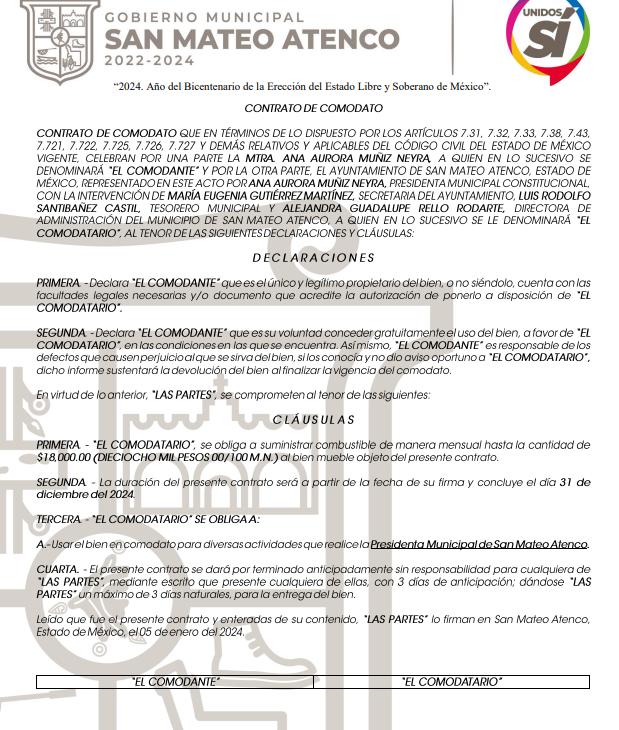 GOBIERNO MUNICIPAL
SAN MATEO ATENCO
2022-2024
UNIDOS
SÍ
“2024. Año del Bicentenario de la Erección del Estado Libre y Soberano de México”.
CONTRATO DE COMODATO
CONTRATO DE COMODATO QUE EN TÉRMINOS DE LO DISPUESTO POR LOS ARTÍCULOS 7.31, 7.32, 7.33, 7.38, 7.43,
7.721, 7.722, 7.725, 7.726, 7.727 Y DEMÁS RELATIVOS Y APLICABLES DEL CÓDIGO CIVIL DEL ESTADO DE MÉXICO
VIGENTE, CELEBRAN POR UNA PARTE LA MTRA. ANA AURORA MUÑIZ NEYRA, A QUIEN EN LO SUCESIVO SE
DENOMINARÁ “EL COMODANTE” Y POR LA OTRA PARTE, EL AYUNTAMIENTO DE SAN MATEO ATENCO, ESTADO DE
MÉXICO, REPRESENTADO EN ESTE ACTO POR ANA AURORA MUÑIZ NEYRA, PRESIDENTA MUNICIPAL CONSTITUCIONAL,
CON LA INTERVENCIÓN DE MARÍA EUGENIA GUTIÉRREZ MARTÍNEZ, SECRETARIA DEL AYUNTAMIENTO, LUIS RODOLFO
SANTIBAÑEZ CASTIL, TESORERO MUNICIPAL Y ALEJANDRA GUADALUPE RELLO RODARTE, DIRECTORA DE
ADMINISTRACIÓN DEL MUNICIPIO DE SAN MATEO ATENCO, A QUIEN EN LO SUCESIVO SE LE DENOMINARÁ “EL
COMODATARIO”, AL TENOR DE LAS SIGUIENTES DECLARACIONES Y CLÁUSULAS:
D E C L A R A C I O N E S
PRIMERA. - Declara “EL COMODANTE” que es el único y legítimo propietario del bien, o no siéndolo, cuenta con las
facultades legales necesarias y/o documento que acredite la autorización de ponerlo a disposición de “EL
COMODATARIO”.
SEGUNDA. - Declara “EL COMODANTE” que es su voluntad conceder gratuitamente el uso del bien, a favor de “EL
COMODATARIO”, en las condiciones en las que se encuentra. Así mismo, “EL COMODANTE” es responsable de los
defectos que causen perjuicio al que se sirva del bien, si los conocía y no dio aviso oportuno a “EL COMODATARIO”,
dicho informe sustentará la devolución del bien al finalizar la vigencia del comodato.
En virtud de lo anterior, “LAS PARTES”, se comprometen al tenor de las siguientes:
C L Á U S U L A S
PRIMERA. - “EL COMODATARIO”, se obliga a suministrar combustible de manera mensual hasta la cantidad de
$18,000.00 (DIECIOCHO MIL PESOS 00/100 M.N.) al bien mueble objeto del presente contrato.
SEGUNDA. - La duración del presente contrato será a partir de la fecha de su firma y concluye el día 31 de
diciembre del 2024.
TERCERA. - “EL COMODATARIO” SE OBLIGA A:
A.- Usar el bien en comodato para diversas actividades que realice la Presidenta Municipal de San Mateo Atenco.
CUARTA. - El presente contrato se dará por terminado anticipadamente sin responsabilidad para cualquiera de
“LAS PARTES”, mediante escrito que presente cualquiera de ellas, con 3 días de anticipación; dándose “LAS
PARTES” un máximo de 3 días naturales, para la entrega del bien.
Leído que fue el presente contrato y enteradas de su contenido, “LAS PARTES” lo firman en San Mateo Atenco,
Estado de México, el 05 de enero del 2024.
“EL COMODANTE” “EL COMODATARIO”